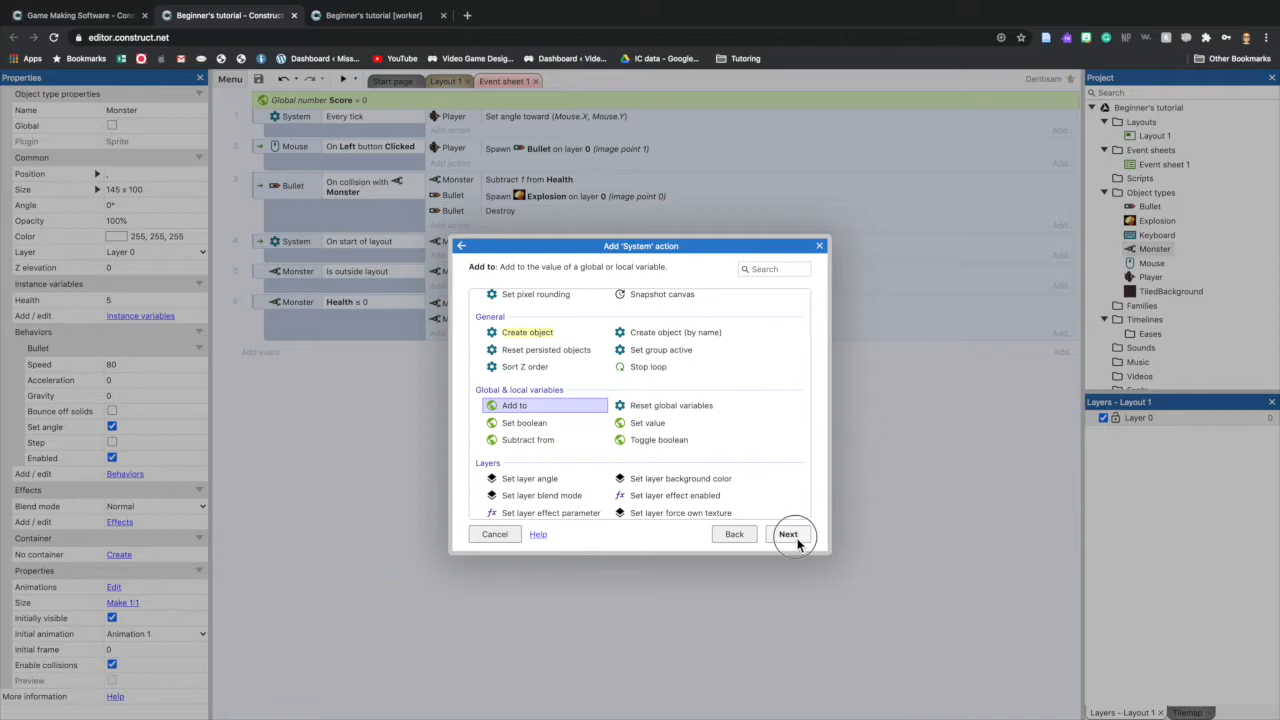 Game Making Software - Cons
Beginner's tutorial - Construct
Beginner's tutorial [worker]
editor.construct.net
Apps
Bookmarks
Dashboard ‹ Miss...
YouTube
Video Game Desig...
Dashboard ‹ Vide...
IC data - Google...
Tutoring
Other Bookmarks
Properties
Menu
Start page
Layout 1
Event sheet 1
Dentisam
Project
Object type properties
Name
Monster
Global
Plugin
Sprite
Common
Position
,
Size
145 x 100
Angle
0°
Opacity
100%
Color
255, 255, 255
Layer
Layer 0
Z elevation
0
Instance variables
Health
5
Add / edit
Instance variables
Behaviors
Bullet
Speed
80
Acceleration
0
Gravity
0
Bounce off solids
Set angle
Step
Enabled
Add / edit
Behaviors
Effects
Blend mode
Normal
Add / edit
Effects
Container
No container
Create
Properties
Animations
Edit
Size
Make 1:1
Initially visible
Initial animation
Animation 1
Initial frame
0
Enable collisions
Preview
More information
Help
Global number Score = 0
1
System
Every tick
Player
Set angle toward (Mouse.X, Mouse.Y)
Add action
Add...
2
Mouse
On Left button Clicked
Player
Spawn Bullet on layer 0 (image point 1)
Add action
Add...
3
Bullet
On collision with
Monster
Monster
Subtract 1 from Health
Bullet
Spawn Explosion on layer 0 (image point 0)
Bullet
Destroy
Add action
Add...
4
System
On start of layout
M
Add...
5
Monster
Is outside layout
M
Add...
6
Monster
Health ≤ 0
M
M
Add...
Add event
Add...
Add 'System' action
Add to: Add to the value of a global or local variable.
Search
Set pixel rounding
Snapshot canvas
General
Create object
Create object (by name)
Reset persisted objects
Set group active
Sort Z order
Stop loop
Global & local variables
Add to
Reset global variables
Set boolean
Set value
Subtract from
Toggle boolean
Layers
Set layer angle
Set layer background color
Set layer blend mode
Set layer effect enabled
Set layer effect parameter
Set layer force own texture
Cancel
Help
Back
Next
Search
Beginner's tutorial
Layouts
Layout 1
Event sheets
Event sheet 1
Scripts
Object types
Bullet
Explosion
Keyboard
Monster
Mouse
Player
TiledBackground
Families
Timelines
Eases
Sounds
Music
Videos
Layers - Layout 1
Layer 0
0
Layers - Layout 1
Tilemap